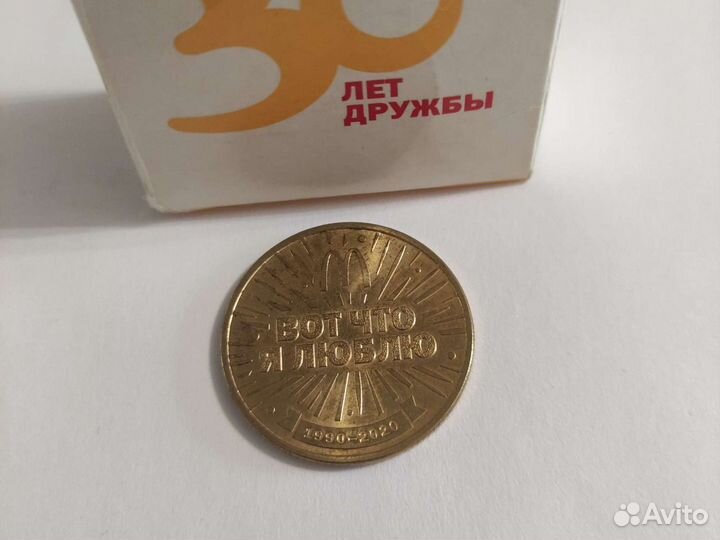 30
ЛЕТ
ДРУЖБЫ
ВОТ ЧТО
Я ЛЮБЛЮ
1990-2020
Avito